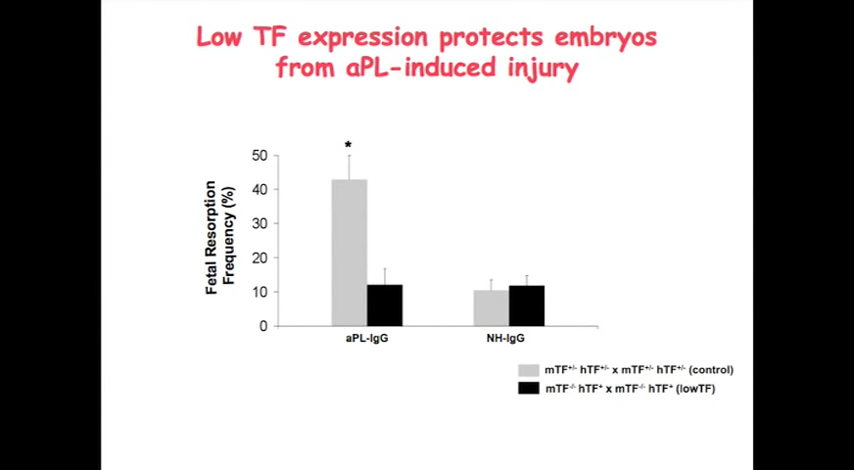 Low TF expression protects embryos
from aPL-induced injury
*
50
40
30
20
10
0
Fetal Resorption
Frequency (%)
aPL-IgG
NH-IgG
mTF+/- hTF+/- x mTF+/- hTF+/- (control)
mTF-/- hTF+ x mTF-/- hTF+ (lowTF)